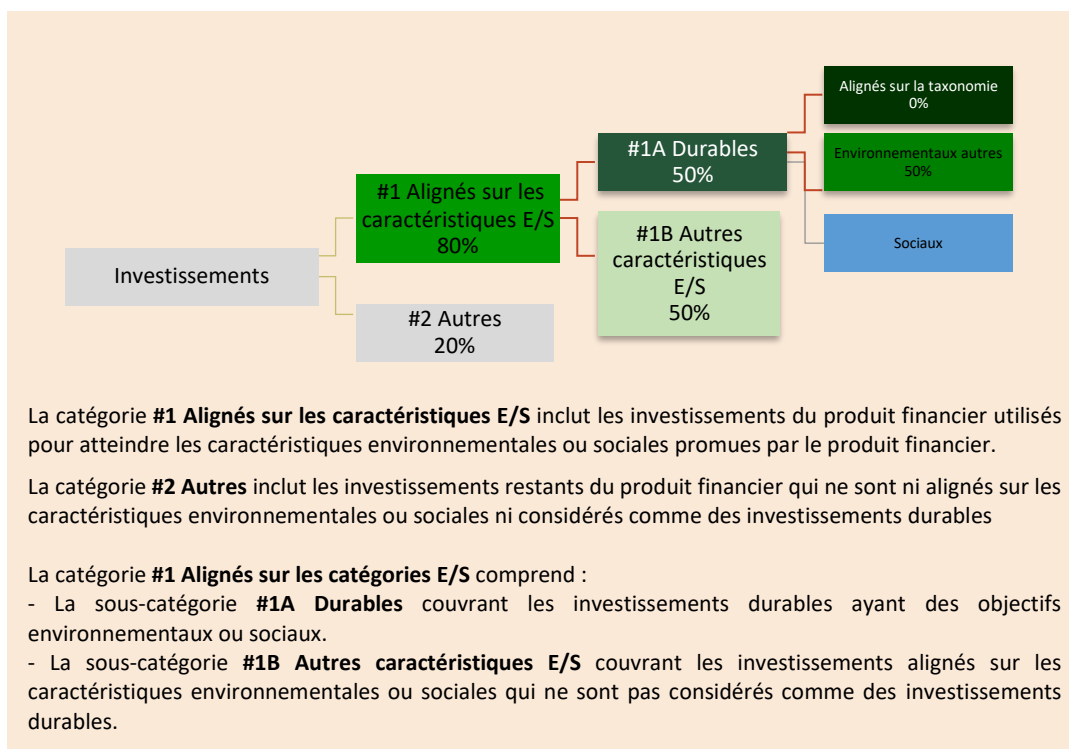 Alignés sur la taxonomie
0%
#1A Durables
50%
Environnementaux autres
50%
#1 Alignés sur les
caractéristiques E/S
80%
#1B Autres
caractéristiques
E/S
50%
Sociaux
Investissements
#2 Autres
20%
La catégorie #1 Alignés sur les caractéristiques E/S inclut les investissements du produit financier utilisés
pour atteindre les caractéristiques environnementales ou sociales promues par le produit financier.
La catégorie #2 Autres inclut les investissements restants du produit financier qui ne sont ni alignés sur les
caractéristiques environnementales ou sociales ni considérés comme des investissements durables
La catégorie #1 Alignés sur les catégories E/S comprend :
- La sous-catégorie #1A Durables couvrant les investissements durables ayant des objectifs
environnementaux ou sociaux.
- La sous-catégorie #1B Autres caractéristiques E/S couvrant les investissements alignés sur les
caractéristiques environnementales ou sociales qui ne sont pas considérés comme des investissements
durables.